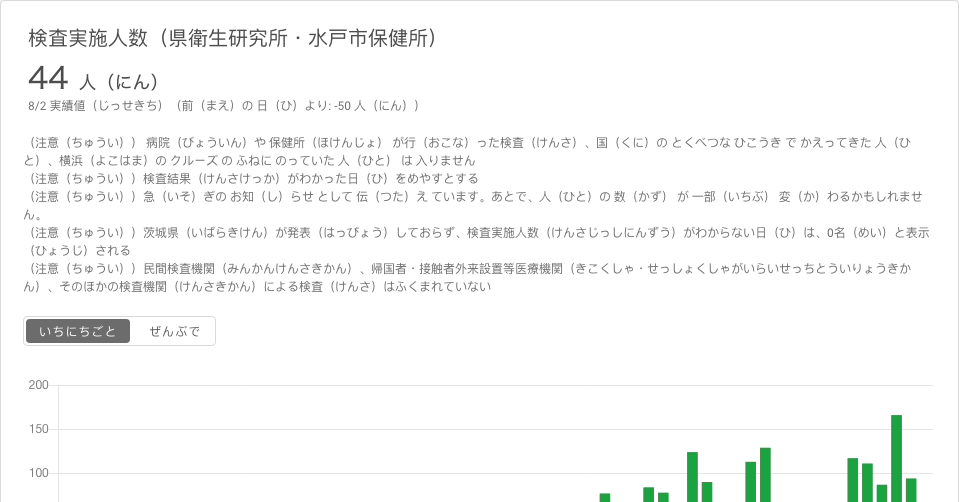 検査実施人数（県衛生研究所・水戸市保健所）
44 人（にん）
8/2 実績値（じっせきち）（前（まえ）の 日（ひ）より: -50 人（にん））
（注意（ちゅうい）） 病院（びょういん）や 保健所（ほけんじょ） が行（おこな）った検査（けんさ）、国（くに）の とくべつな ひこうき で かえってきた 人（ひ
と）、横浜（よこはま）の クルーズ の ふねに のっていた 人（ひと） は 入りません
（注意（ちゅうい））検査結果（けんさけっか）がわかった日（ひ）をめやすとする
（注意（ちゅうい））急（いそ）ぎの お知（し）らせ として 伝（つた）え ています。あとで、人（ひと）の 数（かず） が 一部（いちぶ） 変（か）わるかもしれませ
ん。
（注意（ちゅうい））茨城県（いばらきけん）が発表（はっぴょう）しておらず、検査実施人数（けんさじっしにんずう）がわからない日（ひ）は、0名（めい）と表示
（ひょうじ）される
（注意（ちゅうい））民間検査機関（みんかんけんさきかん）、帰国者・接触者外来設置等医療機関（きこくしゃ・せっしょくしゃがいらいせっちとういりょうきか
ん）、そのほかの検査機関（けんさきかん）による検査（けんさ）はふくまれていない
いちにちごと ぜんぶで
200
150
100